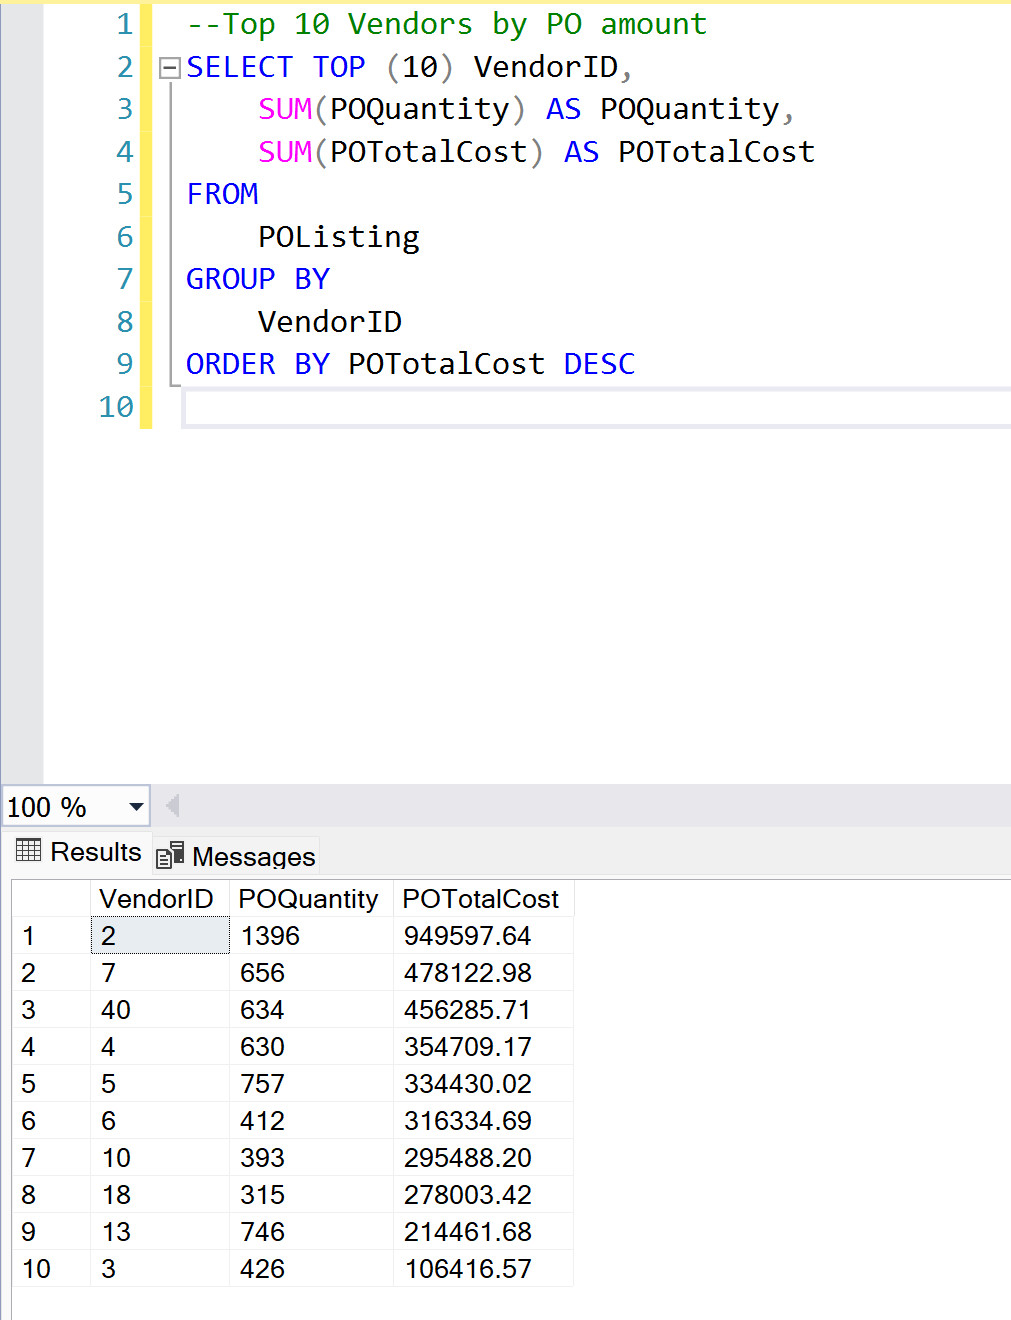 1 --Top 10 Vendors by PO amount
2 SELECT TOP (10) VendorID,
3 SUM(POQuantity) AS POQuantity,
4 SUM(POTotalCost) AS POTotalCost
5 FROM
6 POListing
7 GROUP BY
8 VendorID
9 ORDER BY POTotalCost DESC
10
100 %
Results Messages
VendorID POQuantity POTotalCost
1 2 1396 949597.64
2 7 656 478122.98
3 40 634 456285.71
4 4 630 354709.17
5 5 757 334430.02
6 6 412 316334.69
7 10 393 295488.20
8 18 315 278003.42
9 13 746 214461.68
10 3 426 106416.57